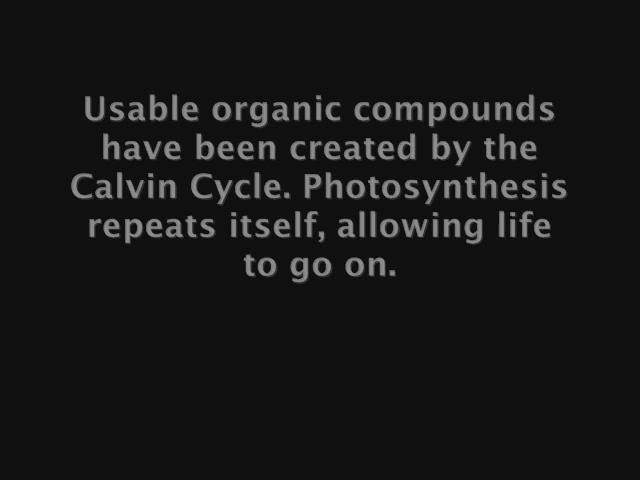 Usable organic compounds
have been created by the
Calvin Cycle. Photosynthesis
repeats itself, allowing life
to go on.